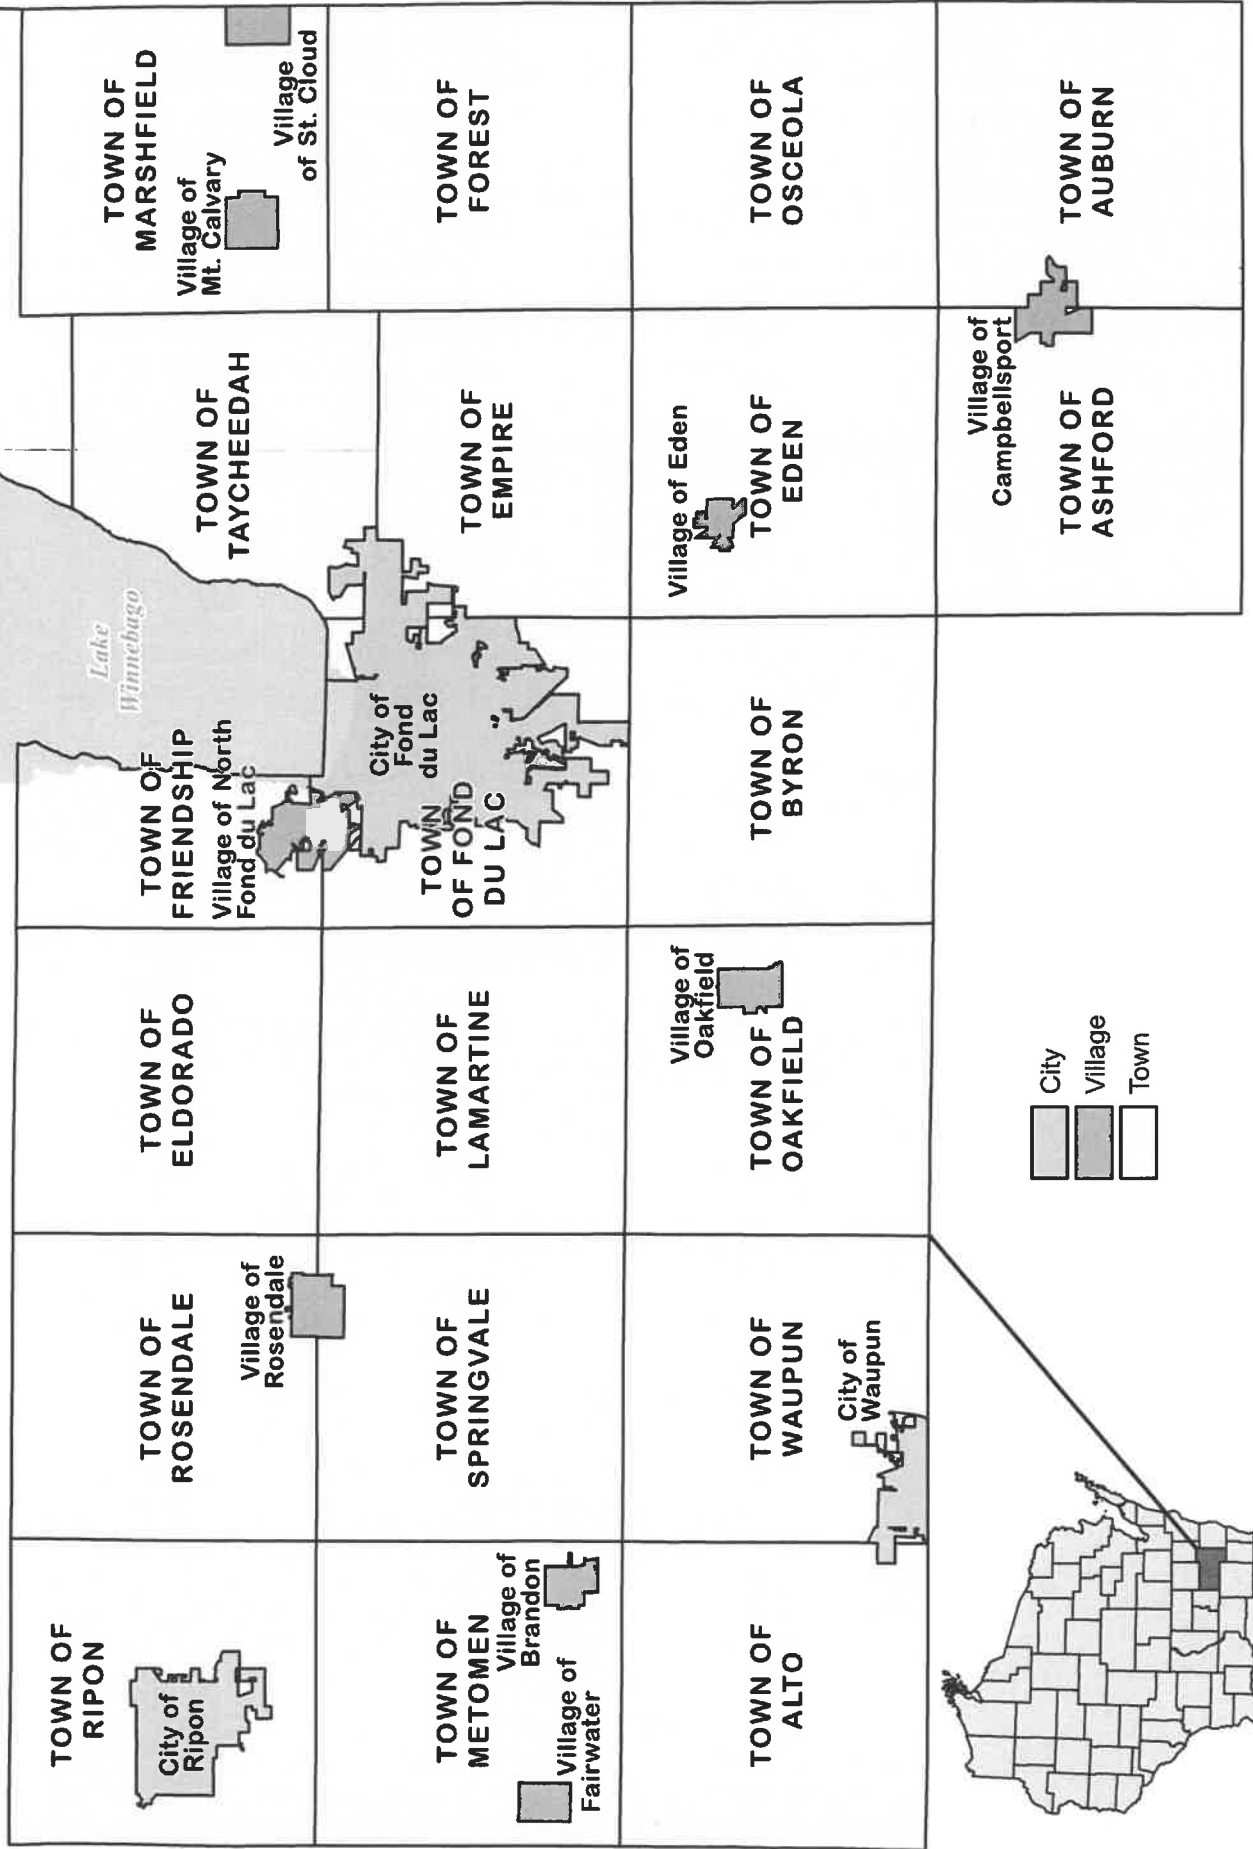 TOWN OF
RIPON
City of
Ripon
TOWN OF
ROSENDALE
Village of
Rosendale
TOWN OF
ELDORADO
TOWN OF
FRIENDSHIP
Village of North
Fond du Lac
Lake
Winnebago
TOWN OF
TAYCHEEDAH
TOWN OF
MARSHFIELD
Village of
Mt. Calvary
Village
of St. Cloud
TOWN OF
METOMEN
Village of
Brandon
Village of
Fairwater
TOWN OF
SPRINGVALE
TOWN OF
LAMARTINE
TOWN
OF FOND
DU LAC
City of
Fond
du Lac
TOWN OF
EMPIRE
TOWN OF
FOREST
TOWN OF
ALTO
TOWN OF
WAUPUN
City of
Waupun
TOWN OF
OAKFIELD
Village of
Oakfield
TOWN OF
BYRON
Village of Eden
TOWN OF
EDEN
TOWN OF
OSCEOLA
Village of
Campbellsport
TOWN OF
ASHFORD
TOWN OF
AUBURN
City
Village
Town